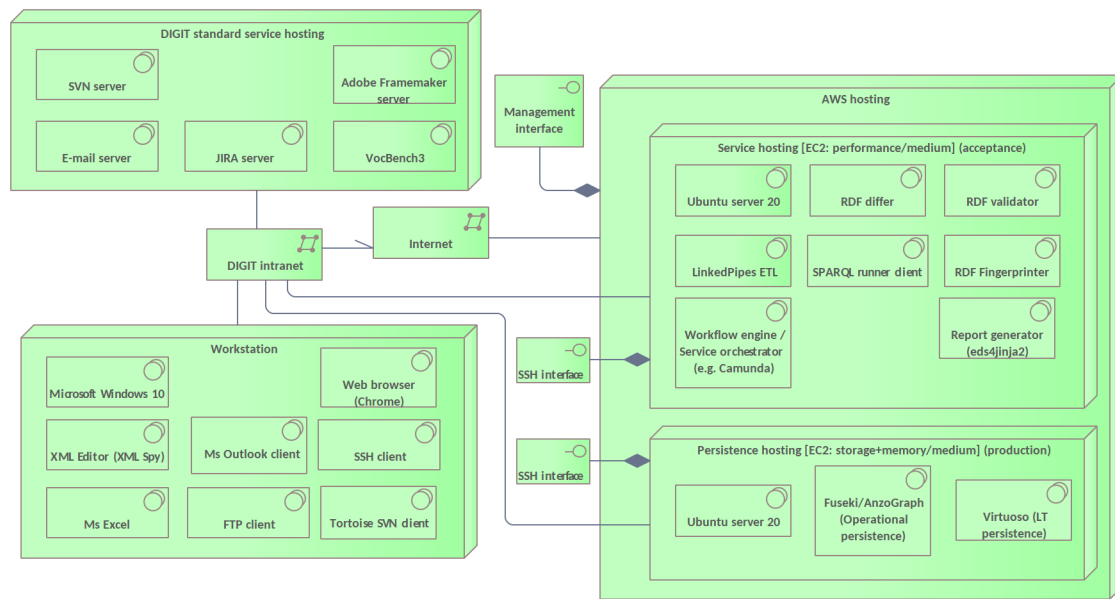 DIGIT standard service hosting
SVN server
Adobe Framemaker
server
E-mail server
JIRA server
VocBench3
Management
interface
AWS hosting
Service hosting [EC2: performance/medium] (acceptance)
Ubuntu server 20
RDF differ
RDF validator
DIGIT intranet
Internet
LinkedPipes ETL
SPARQL runner client
RDF Fingerprinter
Workflow engine /
Service orchestrator
(e.g. Camunda)
Report generator
(eds4jinja2)
SSH interface
Workstation
Microsoft Windows 10
Web browser
(Chrome)
XML Editor (XML Spy)
Ms Outlook client
SSH client
Ms Excel
FTP client
Tortoise SVN client
SSH interface
Persistence hosting [EC2: storage+memory/medium] (production)
Ubuntu server 20
Fuseki/AnzoGraph
(Operational
persistence)
Virtuoso (LT
persistence)